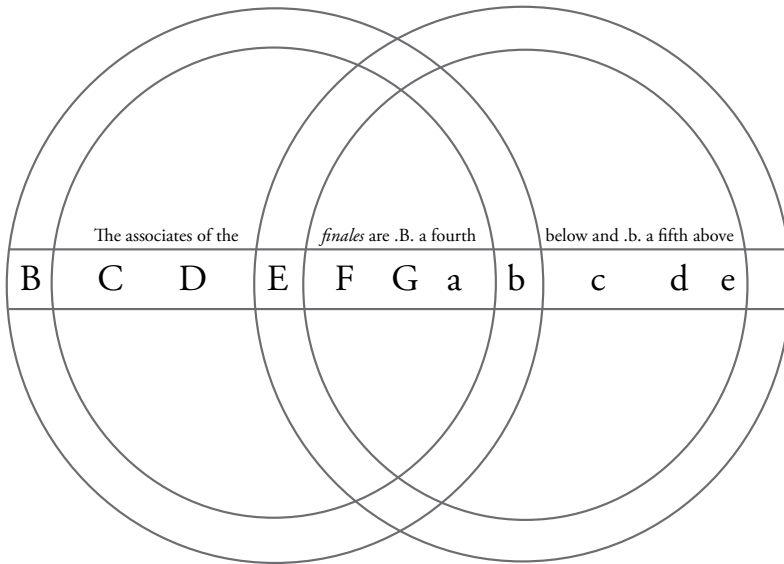 The associates of the finales are .B. a fourth below and .b. a fifth above
B C D E F G a b c d e